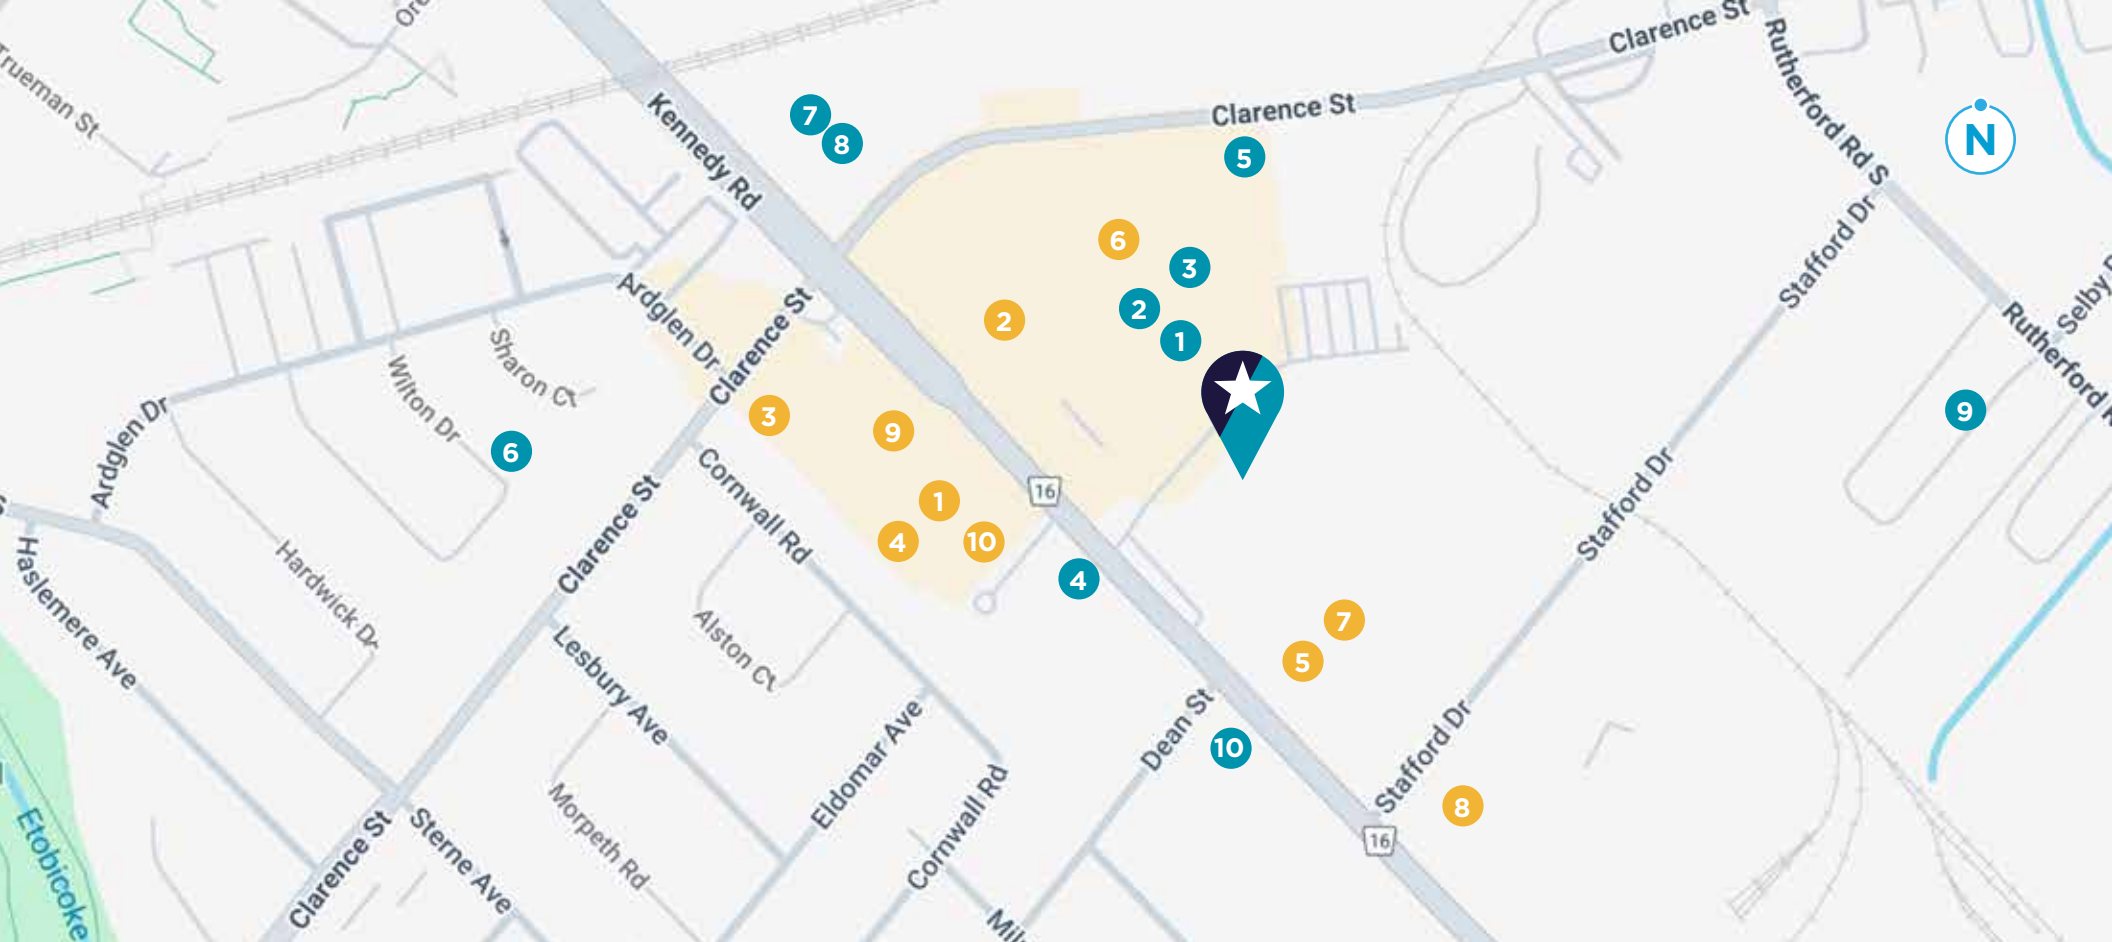 Ore
Clarence St
Trueman St
Kennedy Rd
Clarence St
Rutherford Rd S
N
7
8
5
6
3
2
2
1
Stafford Dr
Selby D
Ardglen Dr
Clarence St
Sharon Ct
Wilton Dr
Rutherford R
9
3
9
6
Ardglen Dr
S
16
Cornwall Rd
Clarence St
Stafford Dr
1
4
10
4
Haslemere Ave
Hardwick Dr
Alston Ct
Lesbury Ave
7
5
Dean St
10
Stafford Dr
Eldomar Ave
8
16
Cornwall Rd
Morpeth Rd
Etobicoke
Clarence St
Sterne Ave
Mil